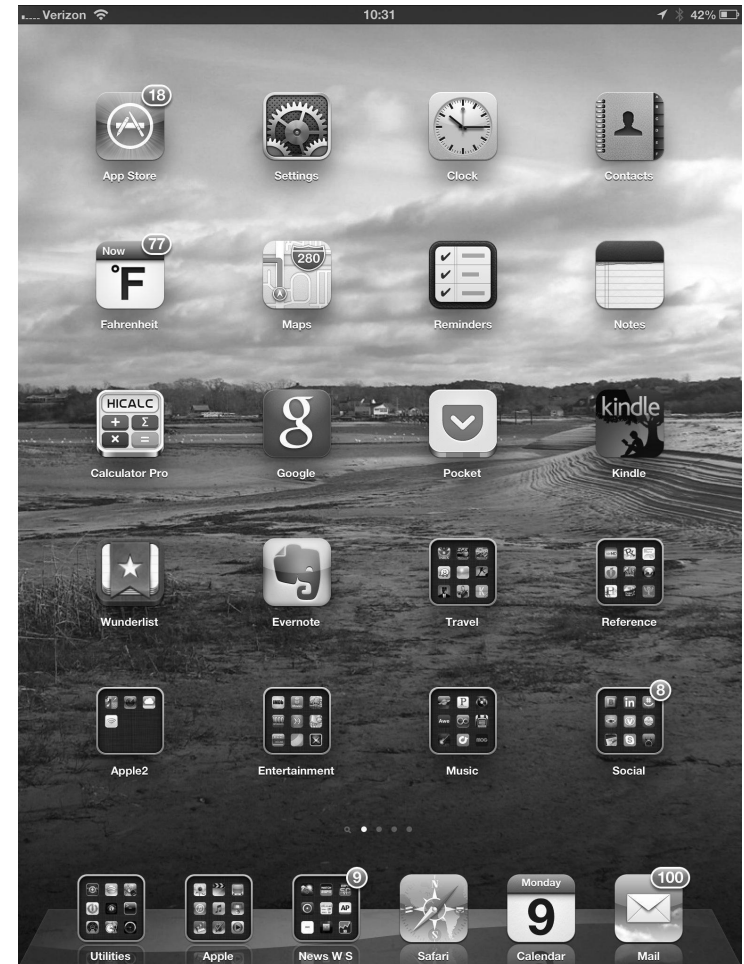 Verizon 10:31 42%
18
App Store Settings Clock Contacts
Now 77
°F 280
Fahrenheit Maps Reminders Notes
HICALC g kindle
+ Σ
× =
Calculator Pro Google Pocket Kindle
Wunderlist Evernote Travel Reference
8
in
P
Awe
Apple2 Entertainment Music Social
9 Monday 100
AP 9
N
Utilities Apple News W S Safari Calendar Mail